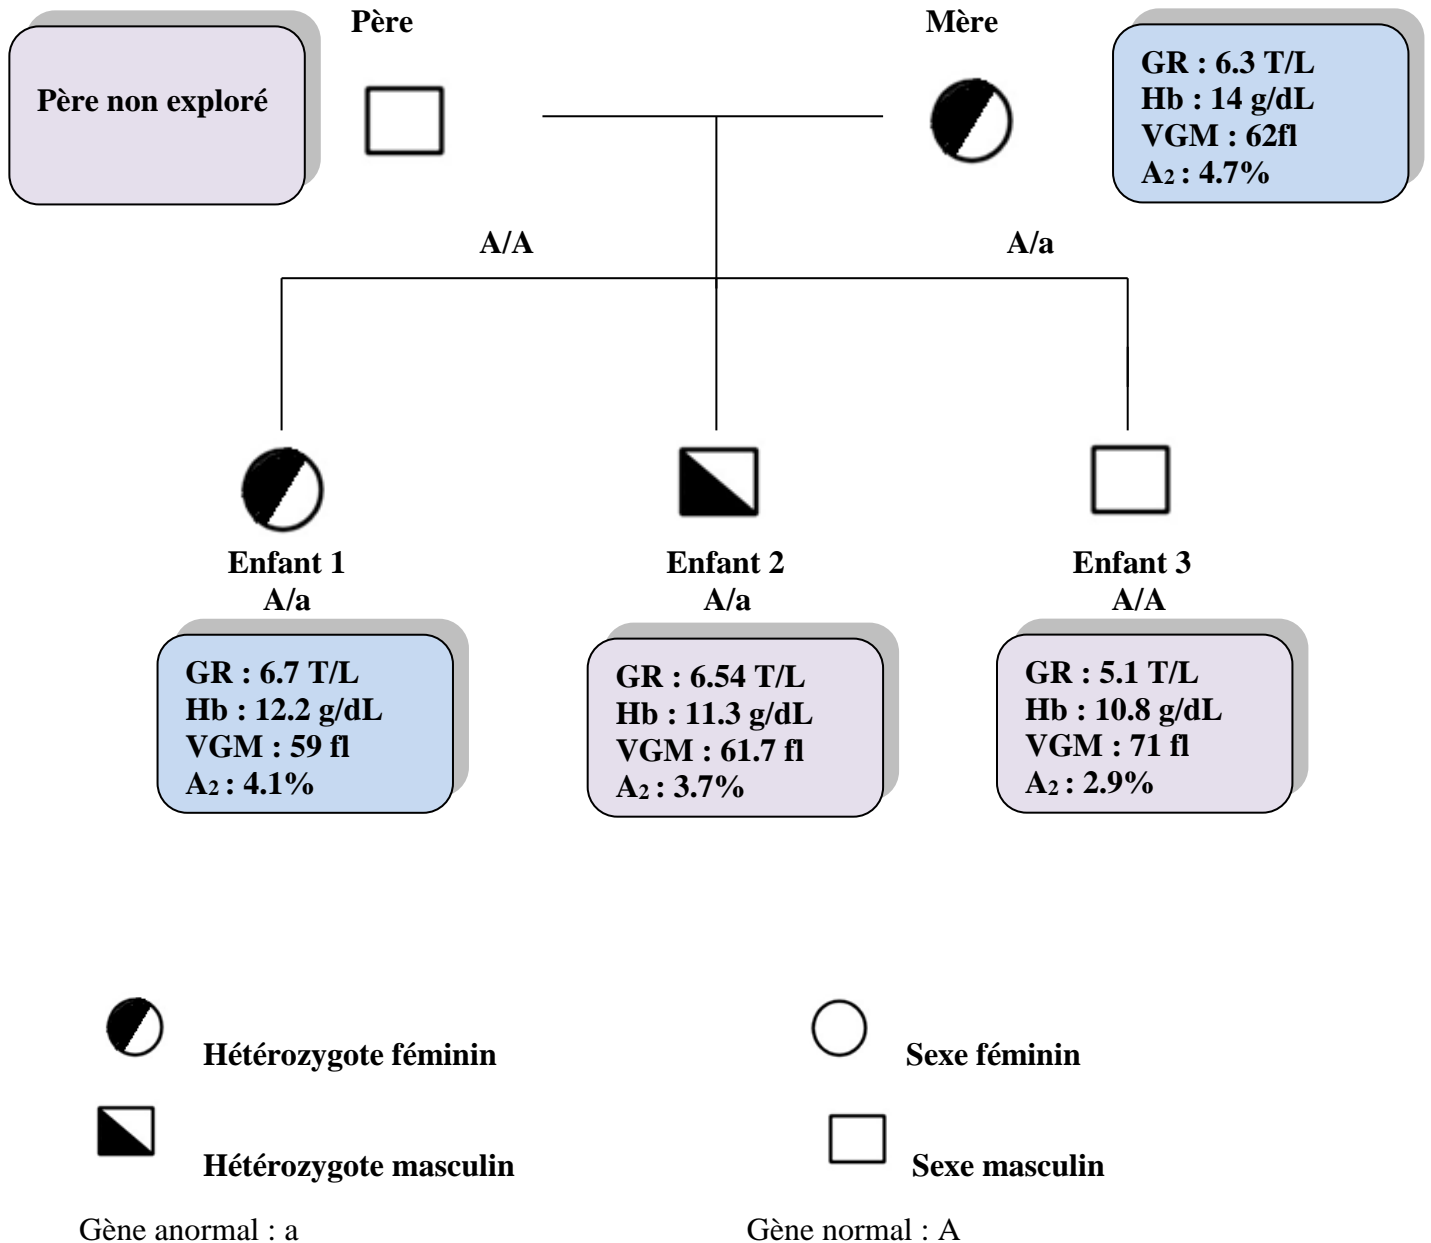 Père
Mère
Père non exploré
GR : 6.3 T/L
Hb : 14 g/dL
VGM : 62fl
A2 : 4.7%
A/A
A/a
Enfant 1
A/a
Enfant 2
A/a
Enfant 3
A/A
GR : 6.7 T/L
Hb : 12.2 g/dL
VGM : 59 fl
A2 : 4.1%
GR : 6.54 T/L
Hb : 11.3 g/dL
VGM : 61.7 fl
A2 : 3.7%
GR : 5.1 T/L
Hb : 10.8 g/dL
VGM : 71 fl
A2 : 2.9%
Hétérozygote féminin
Sexe féminin
Hétérozygote masculin
Sexe masculin
Gène anormal : a
Gène normal : A